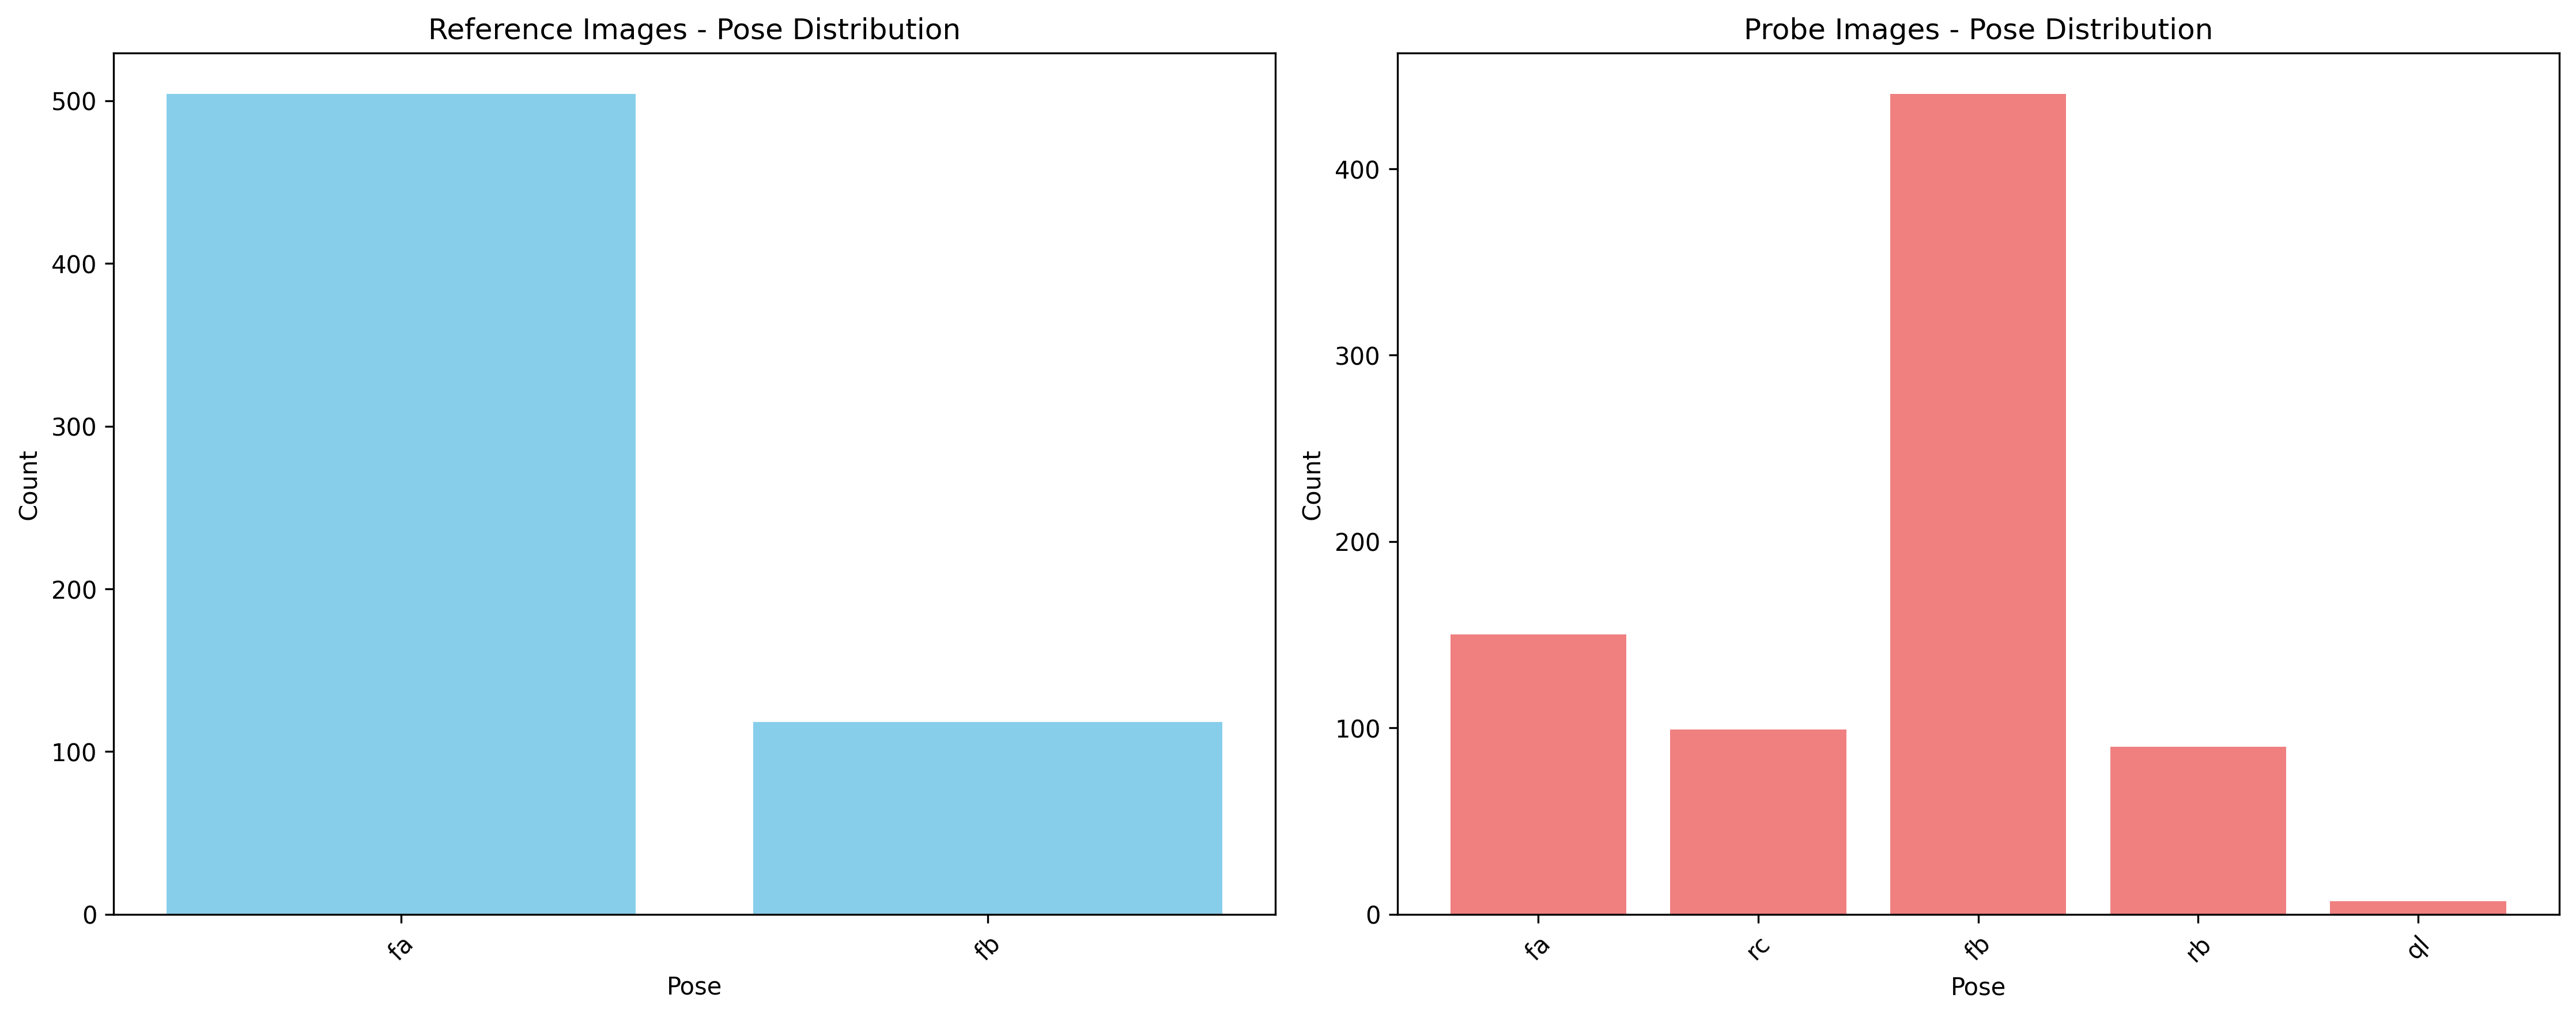 Reference Images - Pose Distribution
Count
500
400
300
200
100
0
fa
fb
Pose
Probe Images - Pose Distribution
Count
400
300
200
100
0
fa
rc
fb
rb
ql
Pose